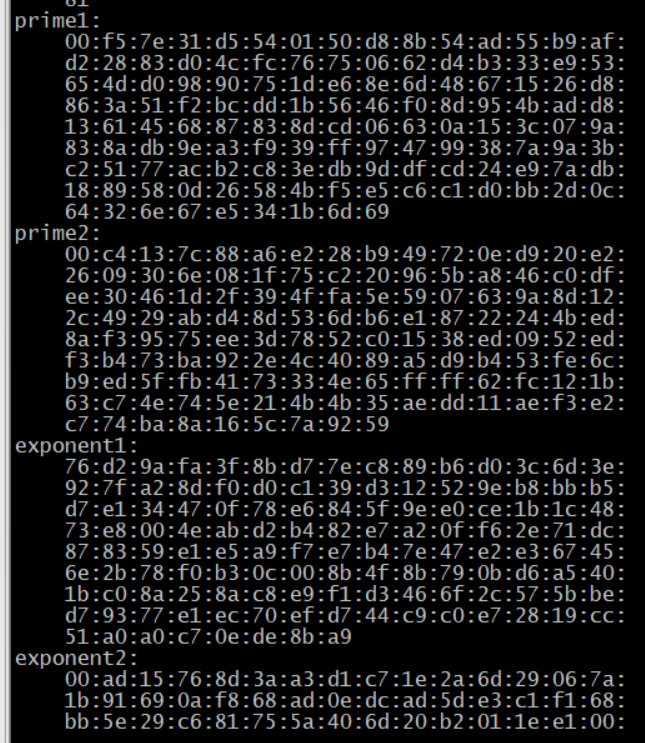 prime1:
00:f5:7e:31:d5:54:01:50:d8:8b:54:ad:55:b9:af:
d2:28:83:d0:4c:fc:76:75:06:62:d4:b3:33:e9:53:
65:4d:d0:98:90:75:1d:e6:8e:6d:48:67:15:26:d8:
86:3a:51:f2:bc:dd:1b:56:46:f0:8d:95:4b:ad:d8:
13:61:45:68:87:83:8d:cd:06:63:0a:15:3c:07:9a:
83:8a:db:9e:a3:f9:39:ff:97:47:99:38:7a:9a:3b:
c2:51:77:ac:b2:c8:3e:db:9d:df:cd:24:e9:7a:db:
18:89:58:0d:26:58:4b:f5:e5:c6:c1:d0:bb:2d:0c:
64:32:6e:67:e5:34:1b:6d:69
prime2:
00:c4:13:7c:88:a6:e2:28:b9:49:72:0e:d9:20:e2:
26:09:30:6e:08:1f:75:c2:20:96:5b:a8:46:c0:df:
ee:30:46:1d:2f:39:4f:fa:5e:59:07:63:9a:8d:12:
2c:49:29:ab:d4:8d:53:6d:b6:e1:87:22:24:4b:ed:
8a:f3:95:75:ee:3d:78:52:c0:15:38:ed:09:52:ed:
f3:b4:73:ba:92:2e:4c:40:89:a5:d9:b4:53:fe:6c:
b9:ed:5f:fb:41:73:33:4e:65:ff:ff:62:fc:12:1b:
63:c7:4e:74:5e:21:4b:4b:35:ae:dd:11:ae:f3:e2:
c7:74:ba:8a:16:5c:7a:92:59
exponent1:
76:d2:9a:fa:3f:8b:d7:7e:c8:89:b6:d0:3c:6d:3e:
92:7f:a2:8d:f0:d0:c1:39:d3:12:52:9e:b8:bb:b5:
d7:e1:34:47:0f:78:e6:84:5f:9e:e0:ce:1b:1c:48:
73:e8:00:4e:ab:d2:b4:82:e7:a2:0f:f6:2e:71:dc:
87:83:59:e1:e5:a9:f7:e7:b4:7e:47:e2:e3:67:45:
6e:2b:78:f0:b3:0c:00:8b:4f:8b:79:0b:d6:a5:40:
1b:c0:8a:25:8a:c8:e9:f1:d3:46:6f:2c:57:5b:be:
d7:93:77:e1:ec:70:ef:d7:44:c9:c0:e7:28:19:cc:
51:a0:a0:c7:0e:de:8b:a9
exponent2:
00:ad:15:76:8d:3a:a3:d1:c7:1e:2a:6d:29:06:7a:
1b:91:69:0a:f8:68:ad:0e:dc:ad:5d:e3:c1:f1:68:
bb:5e:29:c6:81:75:5a:40:6d:20:b2:01:1e:e1:00: